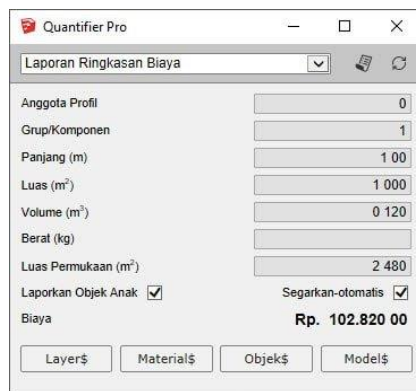 Quantifier Pro
Laporan Ringkasan Biaya
Anggota Profil 0
Grup/Komponen 1
Panjang (m) 1 00
Luas (m²) 1 000
Volume (m³) 0 120
Berat (kg)
Luas Permukaan (m²) 2 480
Laporkan Objek Anak Segarkan-otomatis
Biaya Rp. 102.820 00
Layer$ Material$ Objek$ Model$